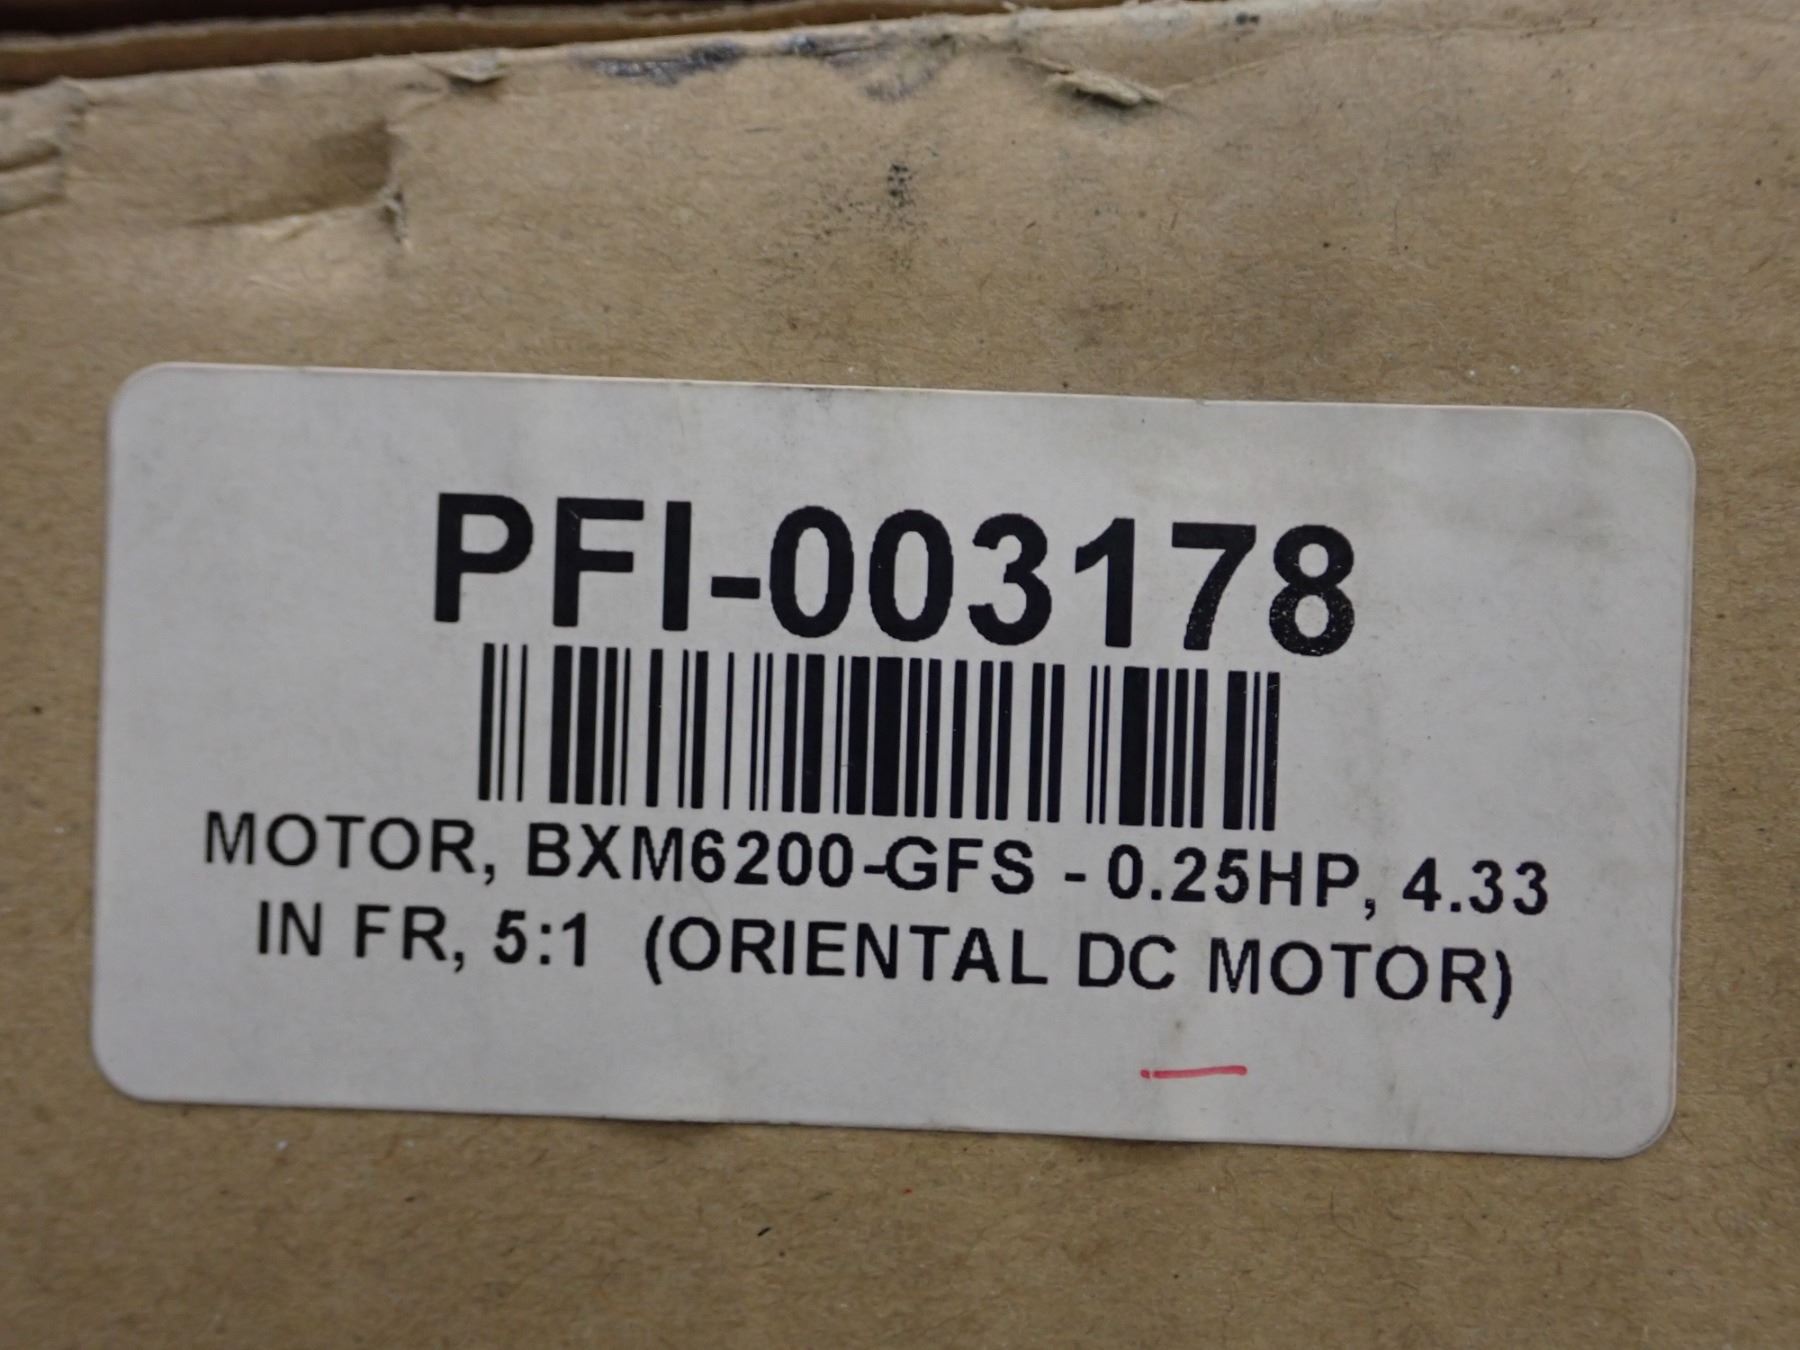 PFI-003178
MOTOR, BXM6200-GFS - 0.25HP, 4.33
IN FR, 5:1 (ORIENTAL DC MOTOR)